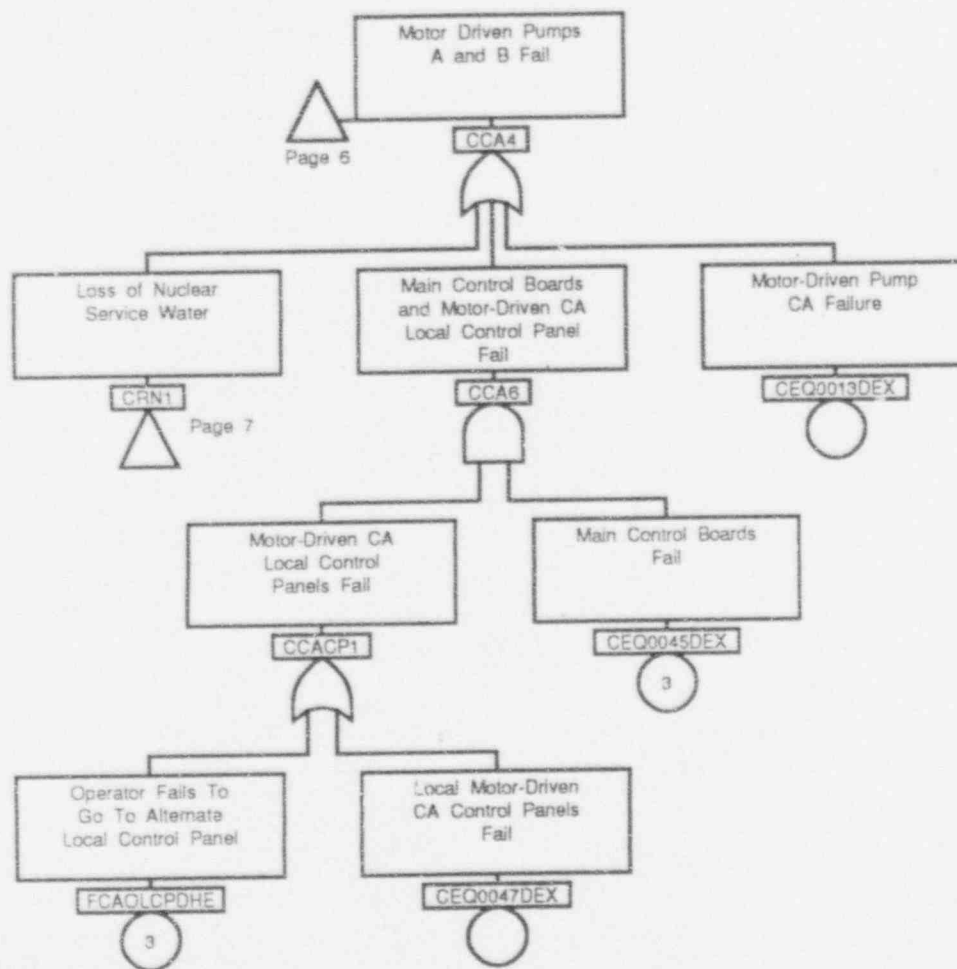 Motor Driven Pumps
A and B Fail
Page 6
CCA4
Loss of Nuclear
Service Water
CRN1
Page 7
Main Control Boards
and Motor-Driven CA
Local Control Panel
Fail
CCA6
Motor-Driven Pump
CA Failure
CEQ0013DEX
Motor-Driven CA
Local Control
Panels Fail
CCACP1
Main Control Boards
Fail
CEQ0045DEX
3
Operator Fails To
Go To Alternate
Local Control Panel
FCAOLCPDHE
3
Local Motor-Driven
CA Control Panels
Fail
CEQ0047DEX